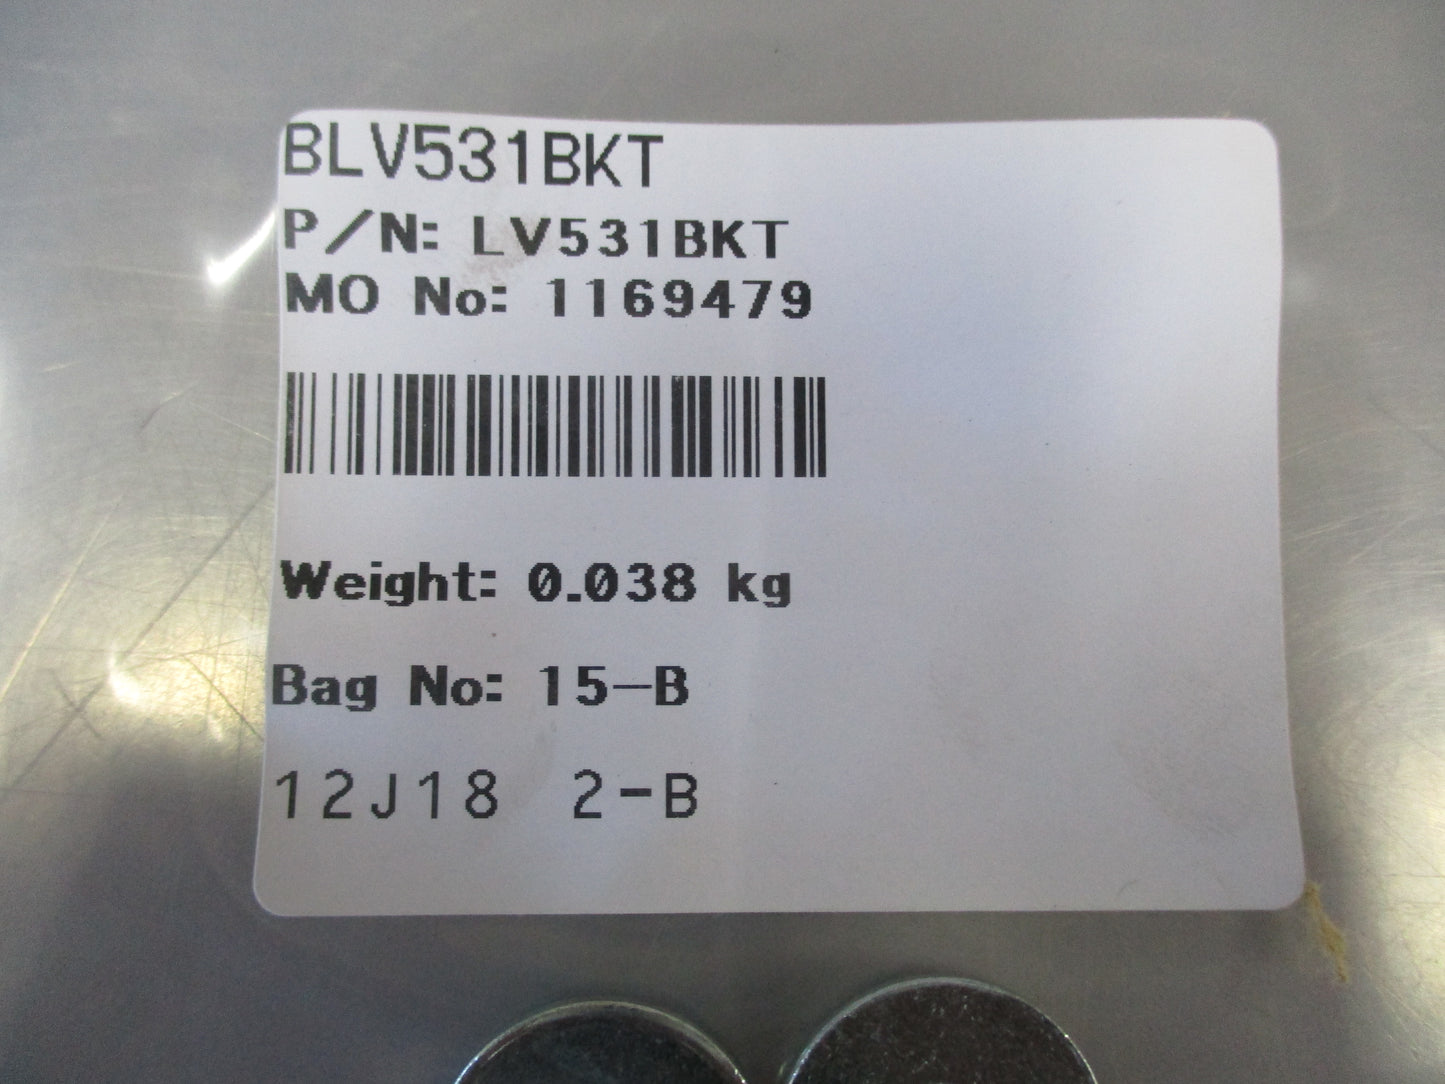 BLV531BKT
P/N: LV531BKT
MO No: 1169479
Weight: 0.038 kg
Bag No: 15-B
12J18 2-B